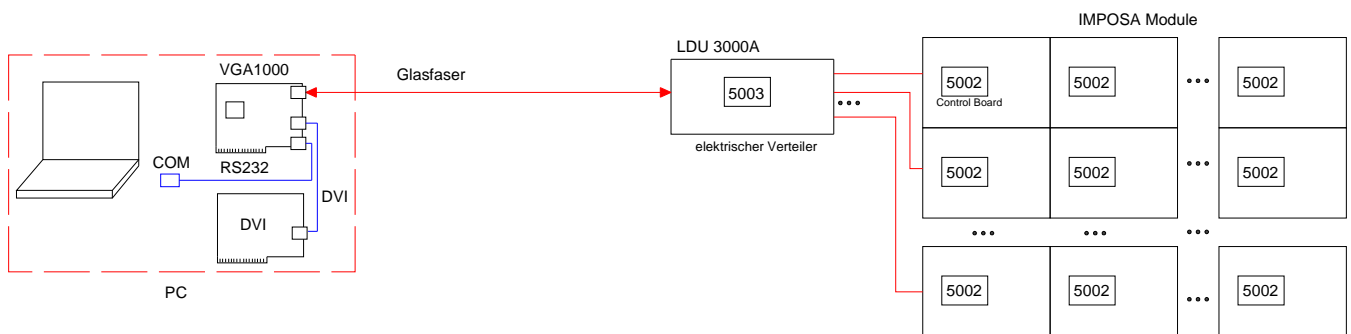 IMPOSA Module
LDU 3000A
VGA1000
Glasfaser
5003
5002
Control Board
5002
5002
elektrischer Verteiler
COM
RS232
5002
5002
5002
DVI
DVI
5002
5002
5002
PC